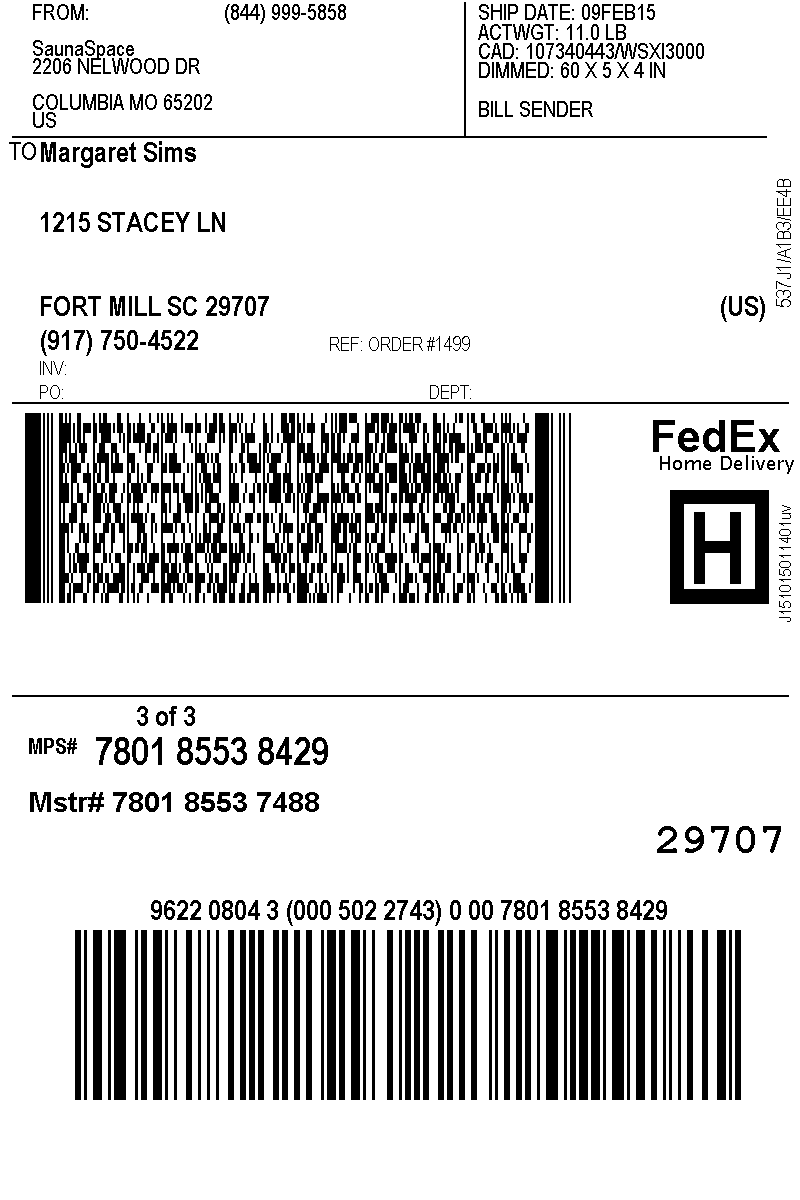 FROM: (844) 999-5858
SaunaSpace
2206 NELWOOD DR
COLUMBIA MO 65202
US
SHIP DATE: 09FEB15
ACTWGT: 11.0 LB
CAD: 107340443/WSXI3000
DIMMED: 60 X 5 X 4 IN
BILL SENDER
TO Margaret Sims
1215 STACEY LN
FORT MILL SC 29707 (US)
(917) 750-4522 REF: ORDER #1499
INV:
PO: DEPT:
537J1/A1B3/EE4B
FedEx
Home Delivery
H
J151015011401uv
3 of 3
MPS# 7801 8553 8429
Mstr# 7801 8553 7488
29707
9622 0804 3 (000 502 2743) 0 00 7801 8553 8429